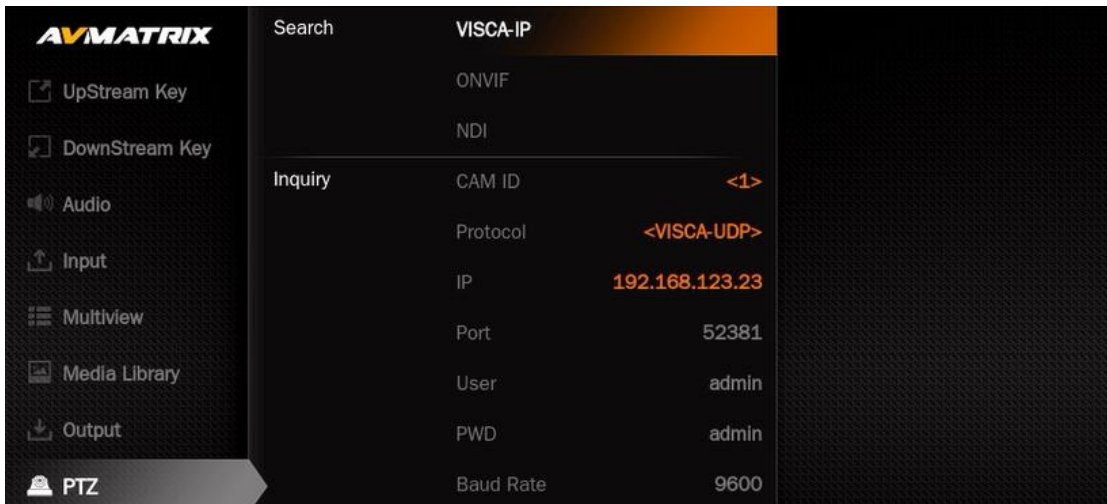 AVMATRIX
UpStream Key
DownStream Key
Audio
Input
Multiview
Media Library
Output
PTZ
Search VISCA-IP
ONVIF
NDI
Inquiry CAM ID <1>
Protocol <VISCA-UDP>
IP 192.168.123.23
Port 52381
User admin
PWD admin
Baud Rate 9600